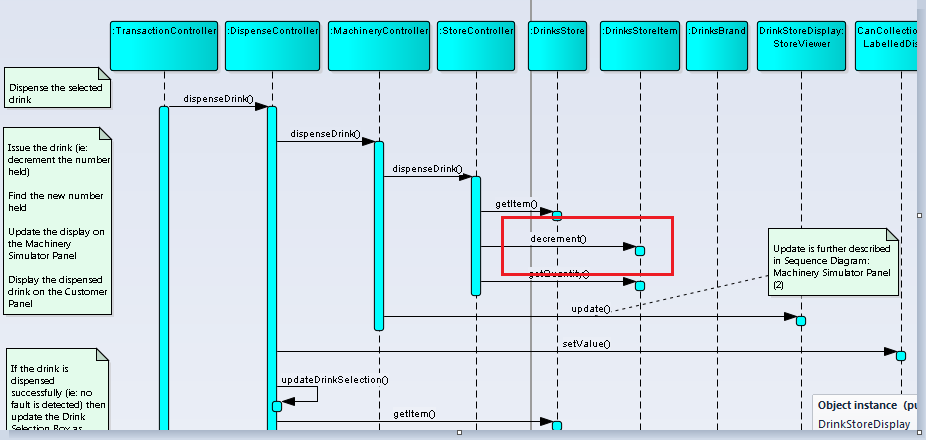 :TransactionController
:DispenseController
:MachineryController
:StoreController
:DrinksStore
:DrinksStoreItem
:DrinksBrand
DrinkStoreDisplay:
StoreViewer
CanCollection
LabelledDis
Dispense the selected
drink
dispenseDrink()
Issue the drink (ie:
decrement the number
held)
Find the new number
held
Update the display on
the Machinery
Simulator Panel
Display the dispensed
drink on the Customer
Panel
dispenseDrink()
dispenseDrink()
getItem()
decrement()
getQuantity()
Update is further described
in Sequence Diagram:
Machinery Simulator Panel
(2)
update()
setValue()
If the drink is
dispensed
successfully (ie: no
fault is detected) then
update the Drink
Selection Box as
updateDrinkSelection()
getItem()
Object instance (pu
DrinkStoreDisplay